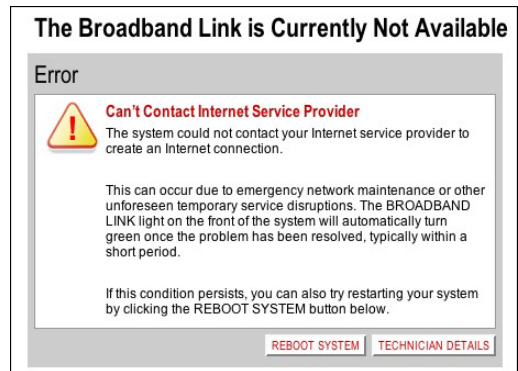 The Broadband Link is Currently Not Available
Error
!
Can't Contact Internet Service Provider
The system could not contact your Internet service provider to
create an Internet connection.
This can occur due to emergency network maintenance or other
unforeseen temporary service disruptions. The BROADBAND
LINK light on the front of the system will automatically turn
green once the problem has been resolved, typically within a
short period.
If this condition persists, you can also try restarting your system
by clicking the REBOOT SYSTEM button below.
REBOOT SYSTEM TECHNICIAN DETAILS